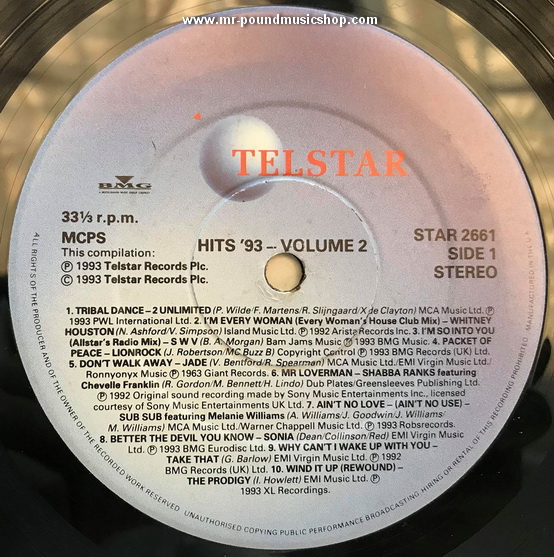 www.mr-poundmusicshop.com
TELSTAR
BMG
33⅓ r.p.m.
MCPS
This compilation:
Ⓟ 1993 Telstar Records Plc.
© 1993 Telstar Records Plc.
HITS '93 – VOLUME 2
STAR 2661
SIDE 1
STEREO
1. TRIBAL DANCE – 2 UNLIMITED (P. Wilde/F. Martens/R. Slijngaard/X. de Clayton) MCA Music Ltd. Ⓟ
1993 PWL International Ltd. 2. I'M EVERY WOMAN (Every Woman's House Club Mix) – WHITNEY
HOUSTON (N. Ashford/V. Simpson) Island Music Ltd. Ⓟ 1992 Arista Records Inc. 3. I'M SO INTO YOU
(Allstar's Radio Mix) – S W V (B. A. Morgan) Bam Jams Music Ⓟ 1993 BMG Music. 4. PACKET OF
PEACE – LIONROCK (J. Robertson/MC Buzz B) Copyright Control Ⓟ 1993 BMG Records (UK) Ltd.
5. DON'T WALK AWAY – JADE (V. Bentford/R. Spearman) MCA Music Ltd./EMI Virgin Music Ltd./
Ronnyonyx Music Ⓟ 1963 Giant Records. 6. MR LOVERMAN – SHABBA RANKS featuring
Chevelle Franklin (R. Gordon/M. Bennett/H. Lindo) Dub Plates/Greensleeves Publishing Ltd.
Ⓟ 1992 Original sound recording made by Sony Music Entertainments Inc., licensed
courtesy of Sony Music Entertainments UK Ltd. 7. AIN'T NO LOVE – (AIN'T NO USE) –
SUB SUB featuring Melanie Williams (A. Williams/J. Goodwin/J. Williams/
M. Williams) MCA Music Ltd./Warner Chappell Music Ltd. Ⓟ 1993 Robsrecords.
8. BETTER THE DEVIL YOU KNOW – SONIA (Dean/Collinson/Red) EMI Virgin Music
Ltd. Ⓟ 1993 BMG Eurodisc Ltd. 9. WHY CAN'T I WAKE UP WITH YOU –
TAKE THAT (G. Barlow) EMI Virgin Music Ltd. Ⓟ 1992
BMG Records (UK) Ltd. 10. WIND IT UP (REWOUND) –
THE PRODIGY (l. Howlett) EMI Music Ltd. Ⓟ
1993 XL Recordings.
ALL RIGHTS OF THE PRODUCER AND OF THE OWNER OF THE RECORDED WORK RESERVED UNAUTHORISED COPYING PUBLIC PERFORMANCE BROADCASTING HIRING OR RENTAL OF THIS RECORDING PROHIBITED MANUFACTURED IN THE U.K.